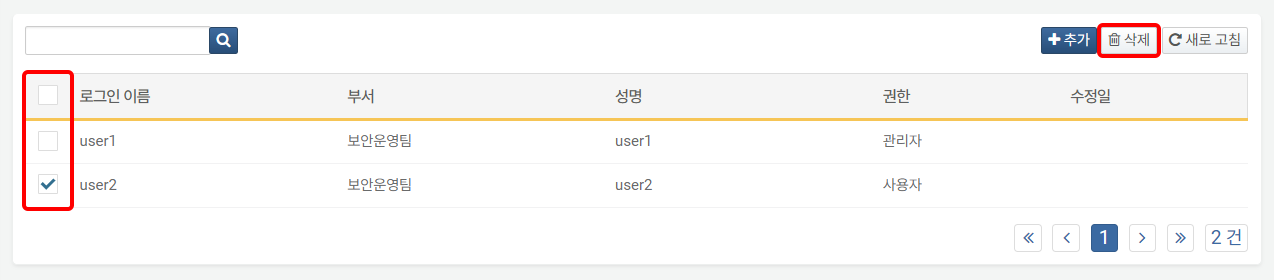 추가 삭제 새로 고침
로그인 이름 부서 성명 권한 수정일
user1 보안운영팀 user1 관리자
user2 보안운영팀 user2 사용자
1 2 건